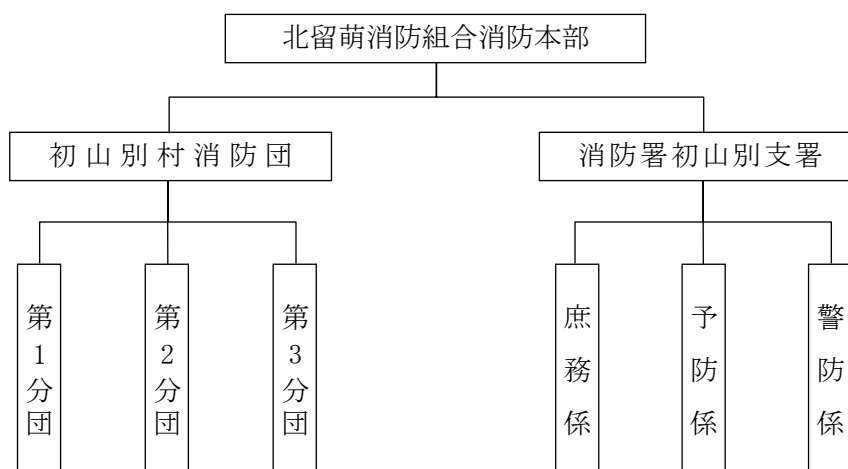 北留萌消防組合消防本部
初山別村消防団
消防署初山別支署
第1分団
第2分団
第3分団
庶務係
予防係
警防係